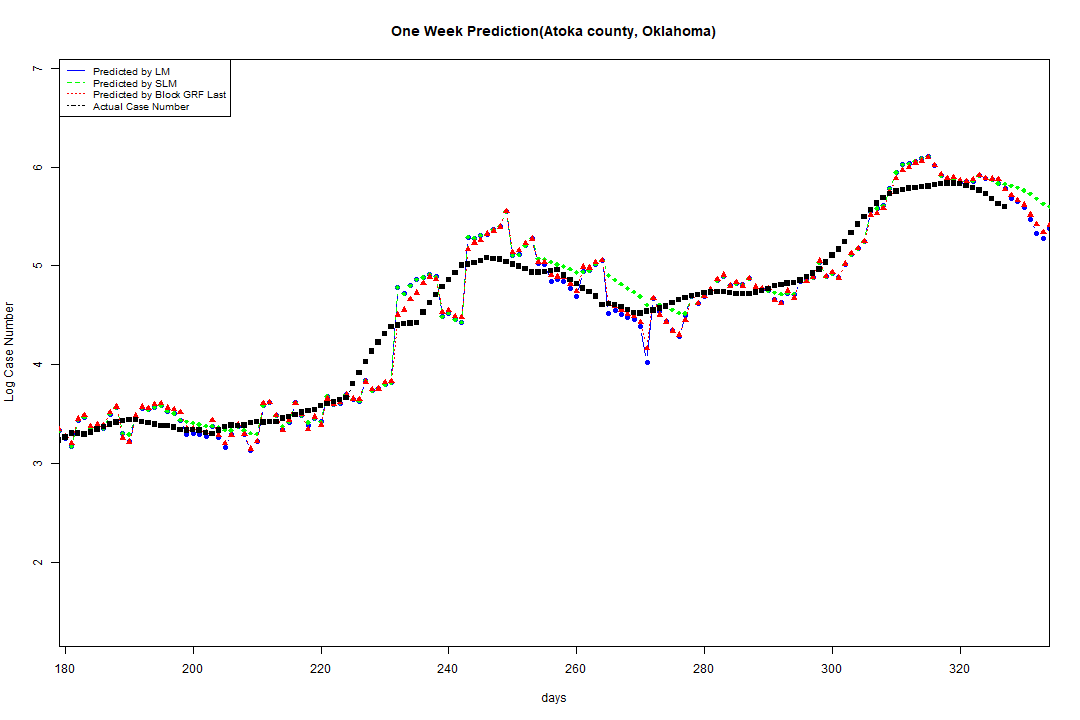 One Week Prediction(Atoka county, Oklahoma)
Predicted by LM
Predicted by SLM
Predicted by Block GRF Last
Actual Case Number
7
6
5
4
3
2
Log Case Number
180 200 220 240 260 280 300 320
days